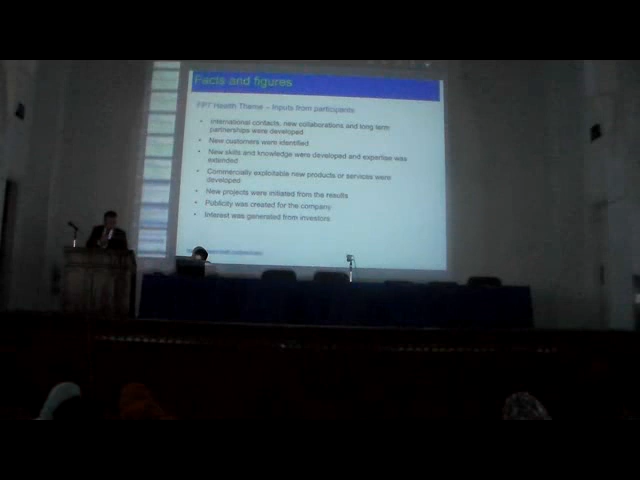 Facts and figures
FP7 Health Theme – Inputs from participants
• International contacts, new collaborations and long term
partnerships were developed
• New customers were identified
• New skills and knowledge were developed and expertise was
extended
• Commercially exploitable new products or services were
developed
• New projects were initiated from the results
• Publicity was created for the company
• Interest was generated from investors